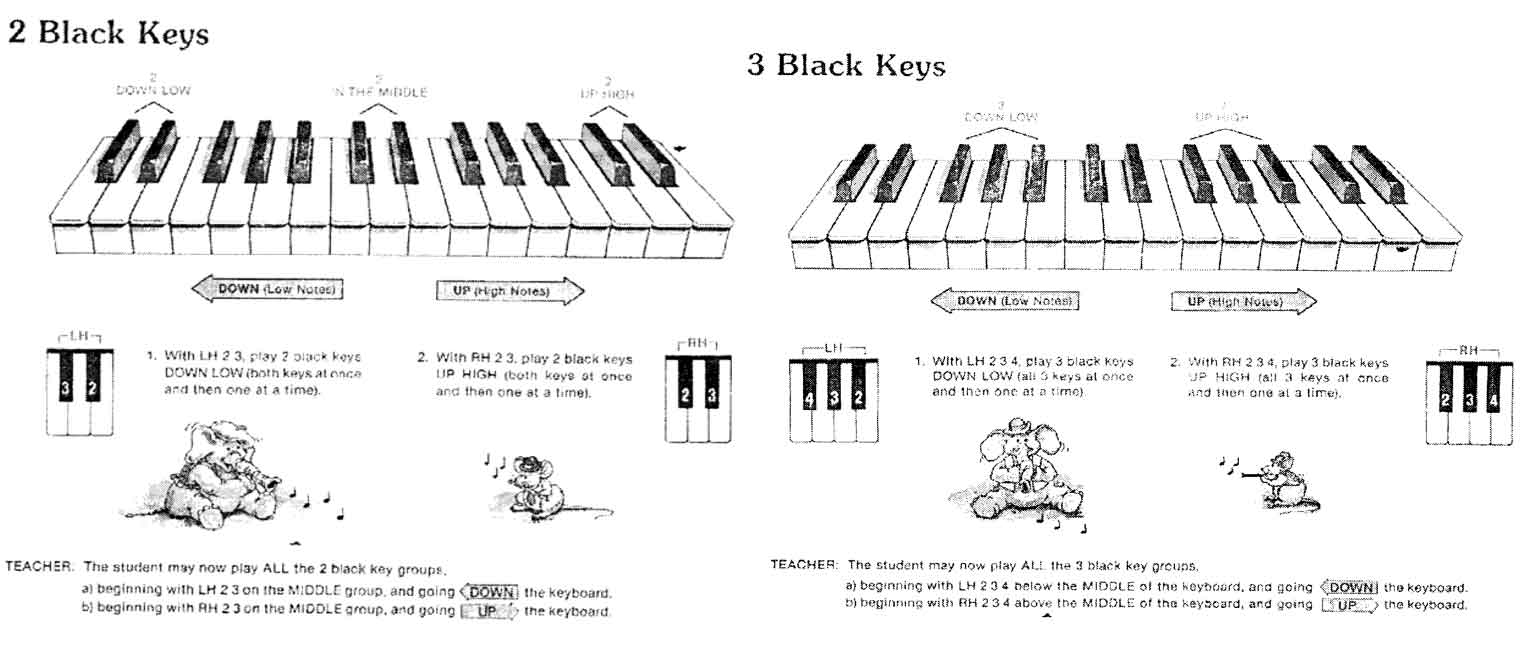 2 Black Keys
2
DOWN LOW
2
IN THE MIDDLE
2
UP HIGH
DOWN (Low Notes)
UP (High Notes)
LH
3 2
1. With LH 2 3, play 2 black keys
DOWN LOW (both keys at once
and then one at a time).
2. With RH 2 3, play 2 black keys
UP HIGH (both keys at once
and then one at a time).
RH
2 3
TEACHER: The student may now play ALL the 2 black key groups,
a) beginning with LH 2 3 on the MIDDLE group, and going DOWN the keyboard.
b) beginning with RH 2 3 on the MIDDLE group, and going UP the keyboard.
3 Black Keys
3
DOWN LOW
UP HIGH
DOWN (Low Notes)
UP (High Notes)
LH
4 3 2
1. With LH 2 3 4, play 3 black keys
DOWN LOW (all 3 keys at once
and then one at a time)
2. With RH 2 3 4, play 3 black keys
UP HIGH (all 3 keys at once
and then one at a time).
RH
2 3 4
TEACHER: The student may now play ALL the 3 black key groups,
a) beginning with LH 2 3 4 below the MIDDLE of the keyboard, and going DOWN the keyboard.
b) beginning with RH 2 3 4 above the MIDDLE of the keyboard, and going UP the keyboard.